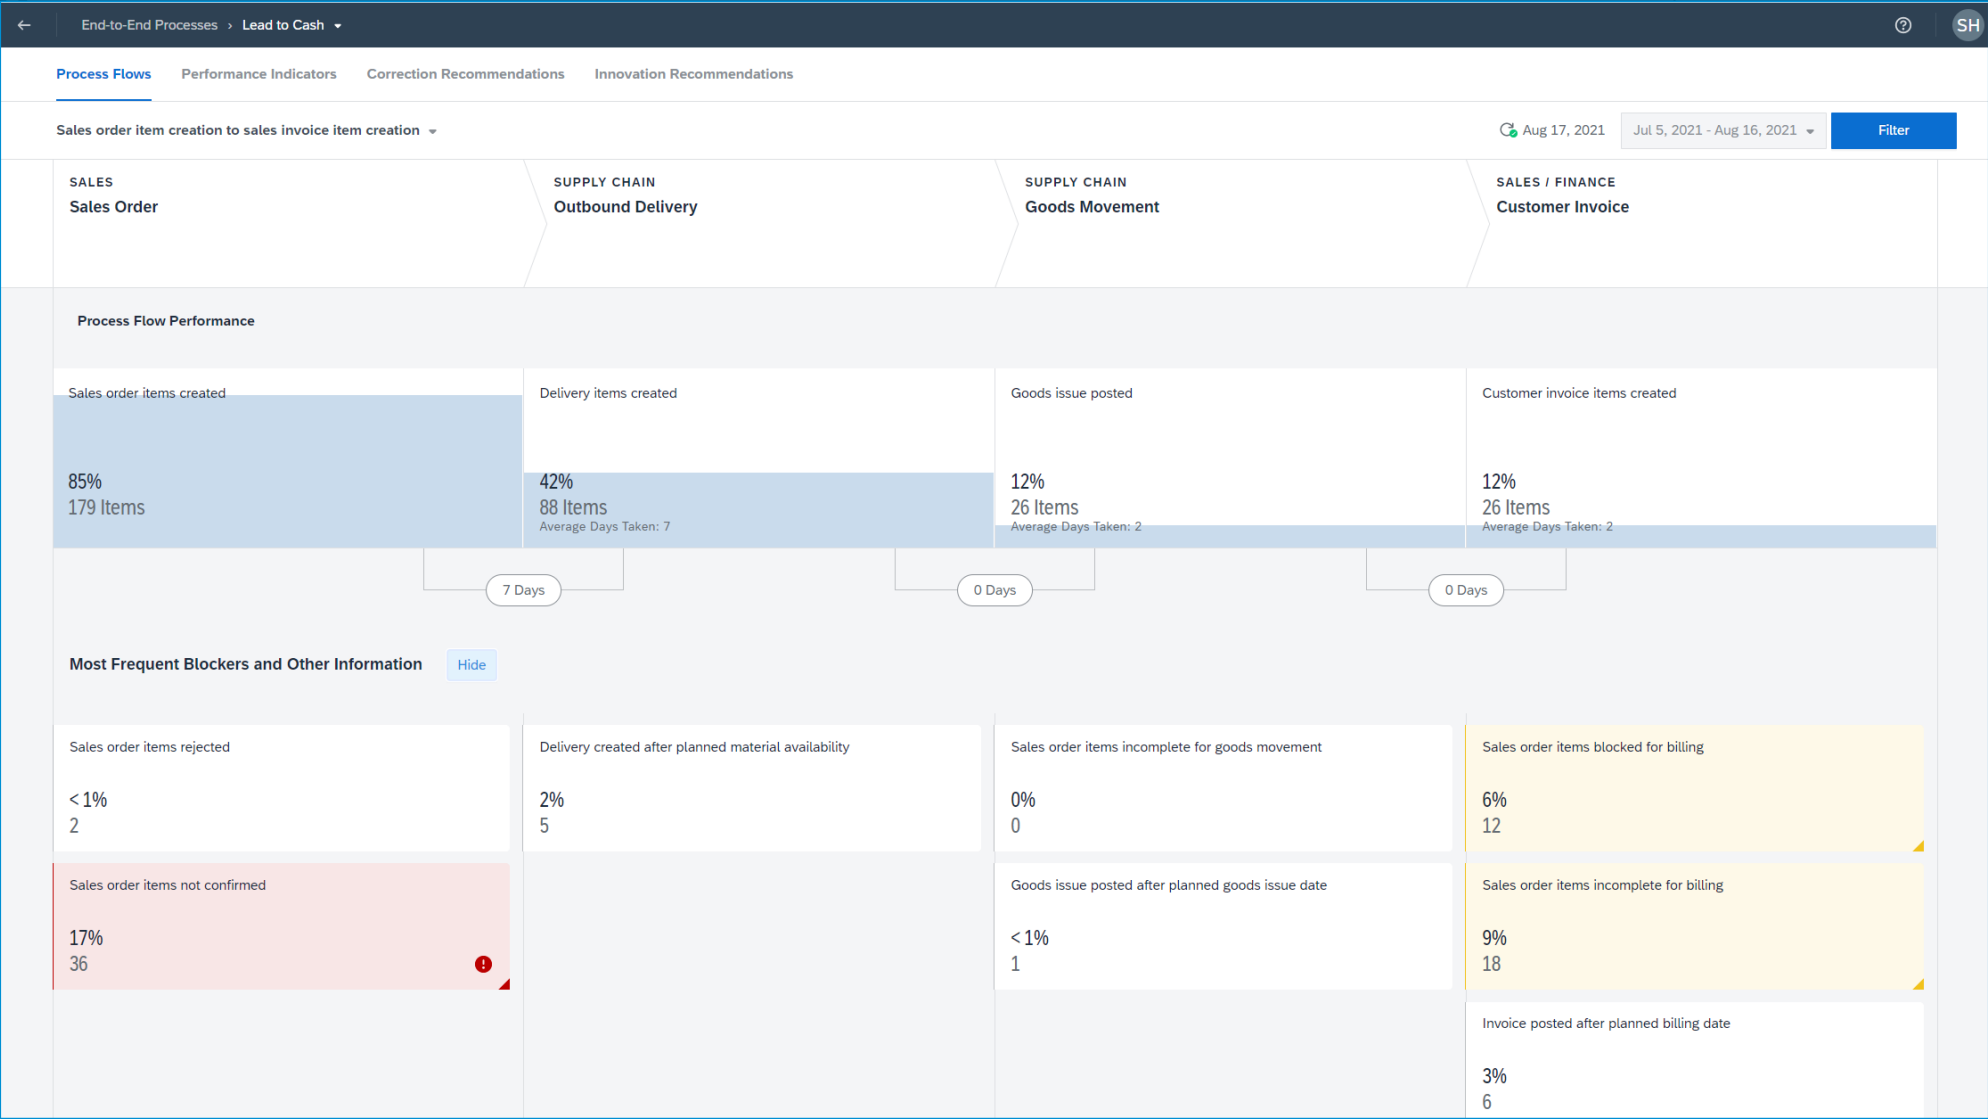 End-to-End Processes › Lead to Cash
SH
Process Flows Performance Indicators Correction Recommendations Innovation Recommendations
Sales order item creation to sales invoice item creation
Aug 17, 2021 Jul 5, 2021 - Aug 16, 2021 Filter
SALES
Sales Order
SUPPLY CHAIN
Outbound Delivery
SUPPLY CHAIN
Goods Movement
SALES / FINANCE
Customer Invoice
Process Flow Performance
Sales order items created
85%
179 Items
Delivery items created
42%
88 Items
Average Days Taken: 7
Goods issue posted
12%
26 Items
Average Days Taken: 2
Customer invoice items created
12%
26 Items
Average Days Taken: 2
7 Days
0 Days
0 Days
Most Frequent Blockers and Other Information Hide
Sales order items rejected
< 1%
2
Delivery created after planned material availability
2%
5
Sales order items incomplete for goods movement
0%
0
Sales order items blocked for billing
6%
12
Sales order items not confirmed
17%
36
Goods issue posted after planned goods issue date
< 1%
1
Sales order items incomplete for billing
9%
18
Invoice posted after planned billing date
3%
6